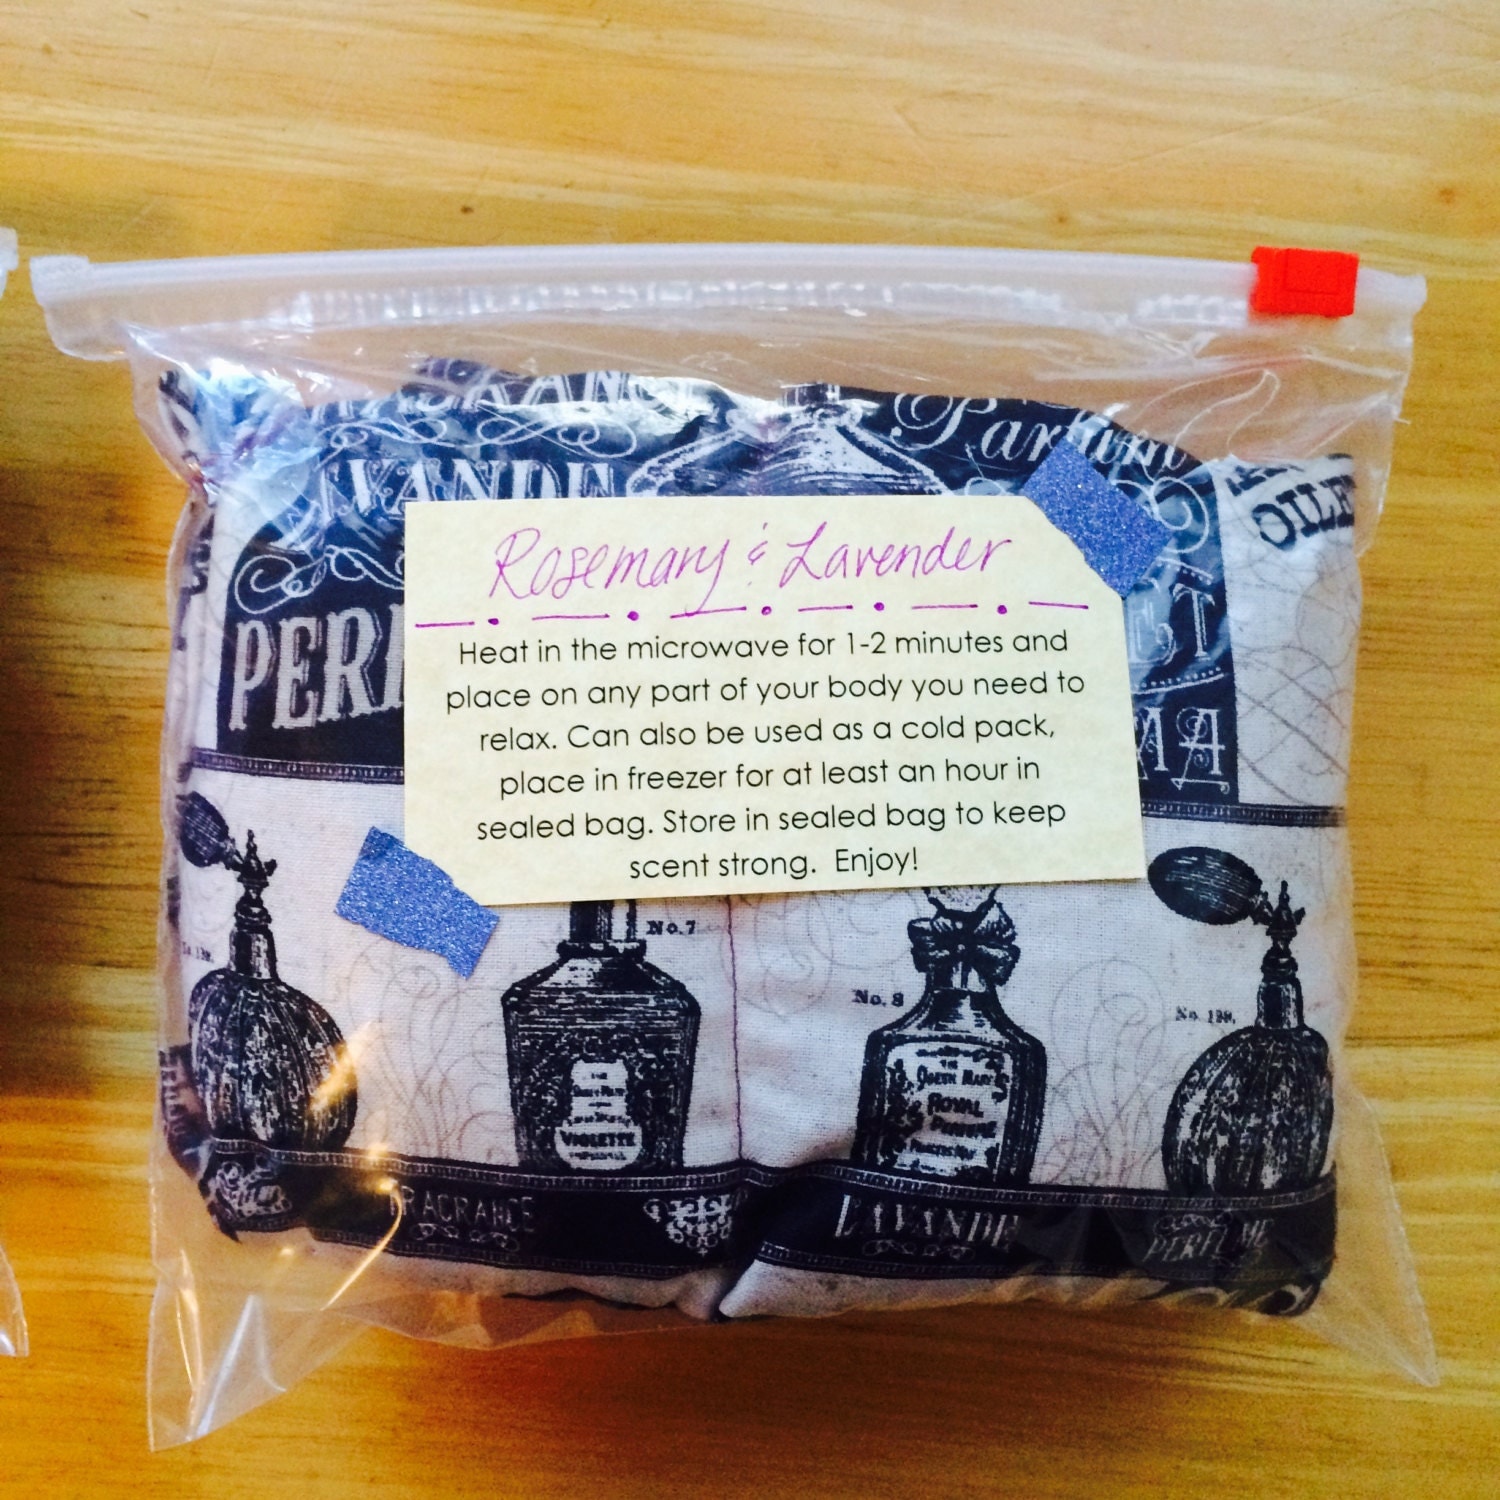 Parfum
LAVANDE
OILET
Rosemary & Lavender
PERF
Heat in the microwave for 1-2 minutes and
place on any part of your body you need to
relax. Can also be used as a cold pack,
place in freezer for at least an hour in
sealed bag. Store in sealed bag to keep
scent strong. Enjoy!
No. 7
No. 8
No. 139.
ROYAL
VIOLETTE
FRAGRANCE
LAVANDE
PERFUME